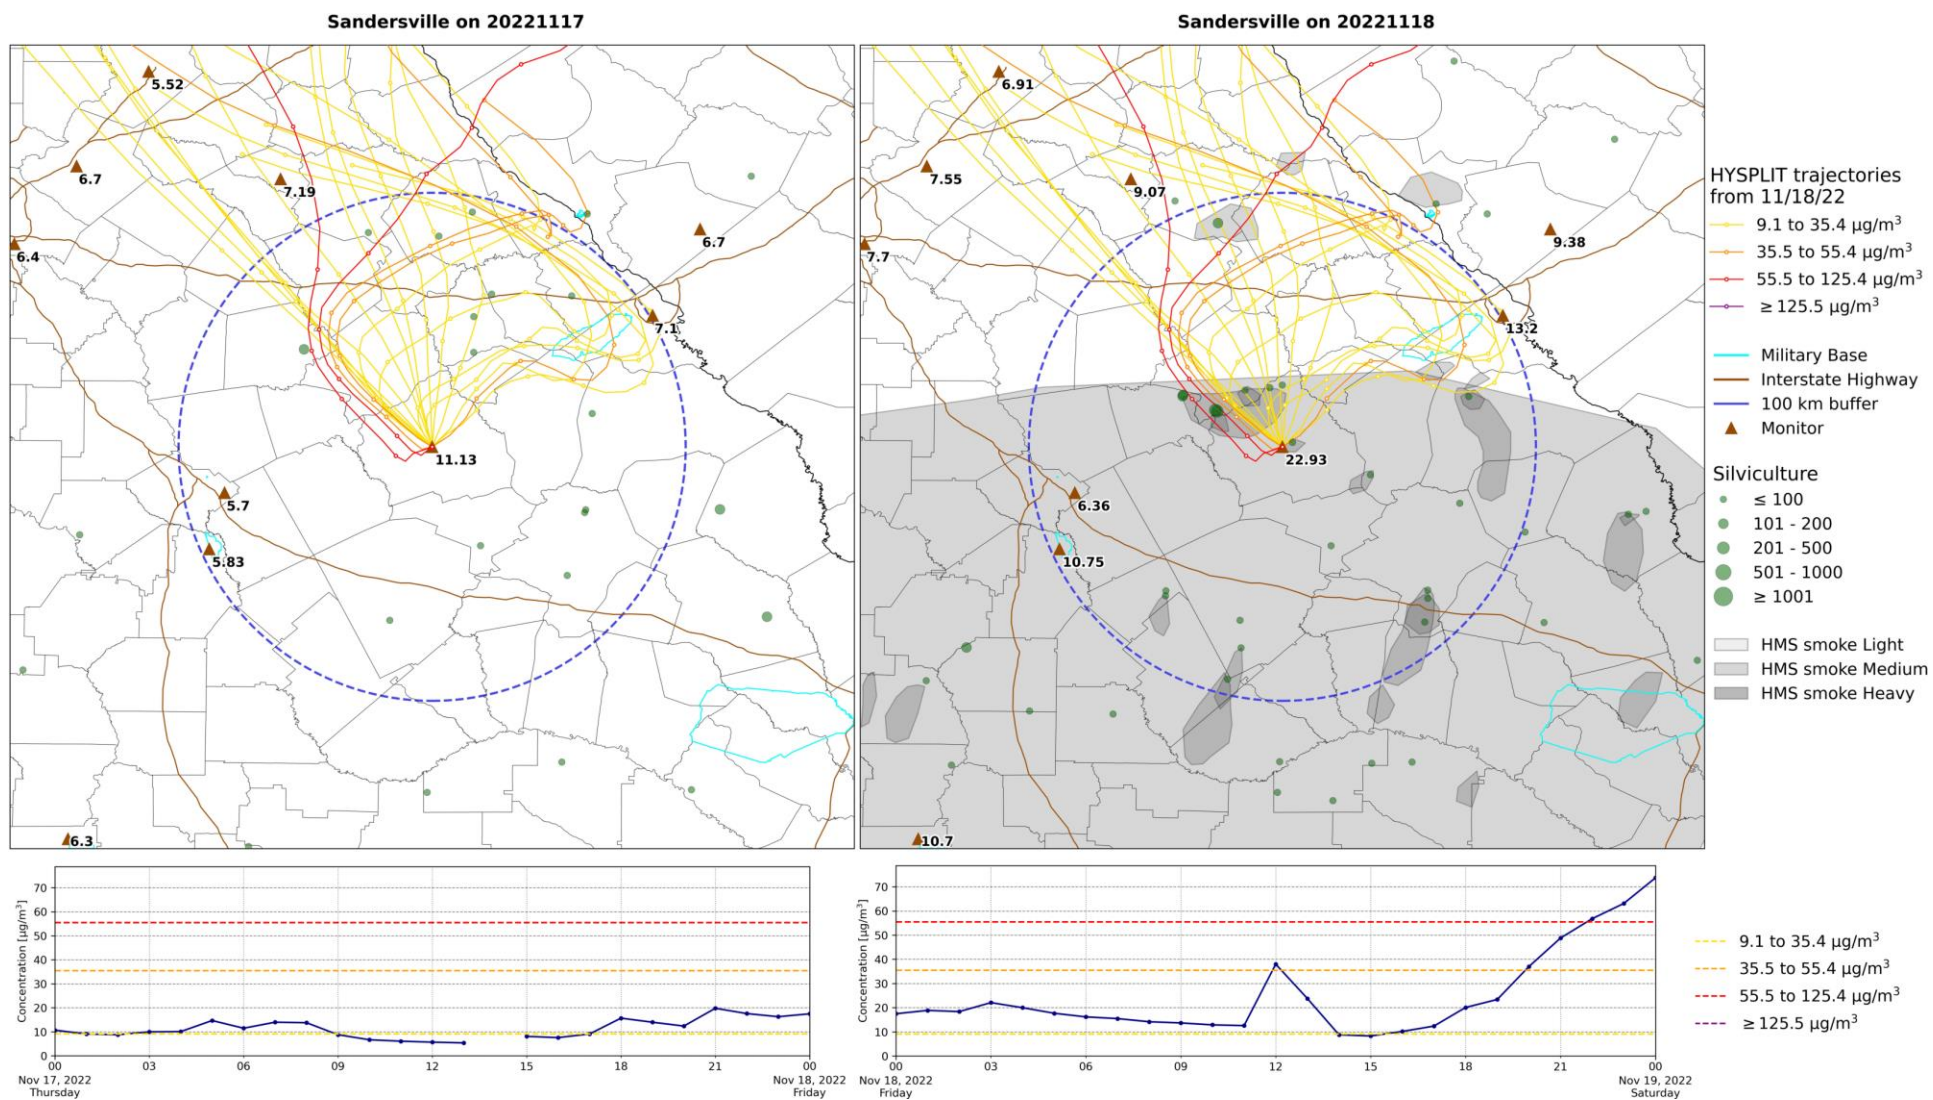 Sandersville on 20221117
5.52
6.7
7.19
6.7
6.4
7.1
11.13
5.7
5.83
6.3
Sandersville on 20221118
6.91
7.55
9.07
9.38
7.7
13.2
22.93
6.36
10.75
10.7
HYSPLIT trajectories
from 11/18/22
9.1 to 35.4 µg/m³
35.5 to 55.4 µg/m³
55.5 to 125.4 µg/m³
≥ 125.5 µg/m³
Military Base
Interstate Highway
100 km buffer
Monitor
Silviculture
≤ 100
101 - 200
201 - 500
501 - 1000
≥ 1001
HMS smoke Light
HMS smoke Medium
HMS smoke Heavy
Concentration [µg/m³]
70
60
50
40
30
20
10
0
00 03 06 09 12 15 18 21 00
Nov 17, 2022 Nov 18, 2022
Thursday Friday
Concentration [µg/m³]
70
60
50
40
30
20
10
0
00 03 06 09 12 15 18 21 00
Nov 18, 2022 Nov 19, 2022
Friday Saturday
9.1 to 35.4 µg/m³
35.5 to 55.4 µg/m³
55.5 to 125.4 µg/m³
≥ 125.5 µg/m³